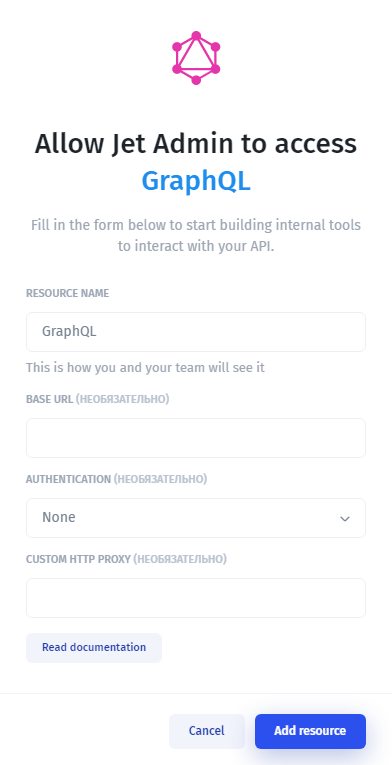 Allow Jet Admin to access
GraphQL
Fill in the form below to start building internal tools
to interact with your API.
RESOURCE NAME
GraphQL
This is how you and your team will see it
BASE URL (НЕОБЯЗАТЕЛЬНО)
AUTHENTICATION (НЕОБЯЗАТЕЛЬНО)
None
CUSTOM HTTP PROXY (НЕОБЯЗАТЕЛЬНО)
Read documentation
Cancel Add resource